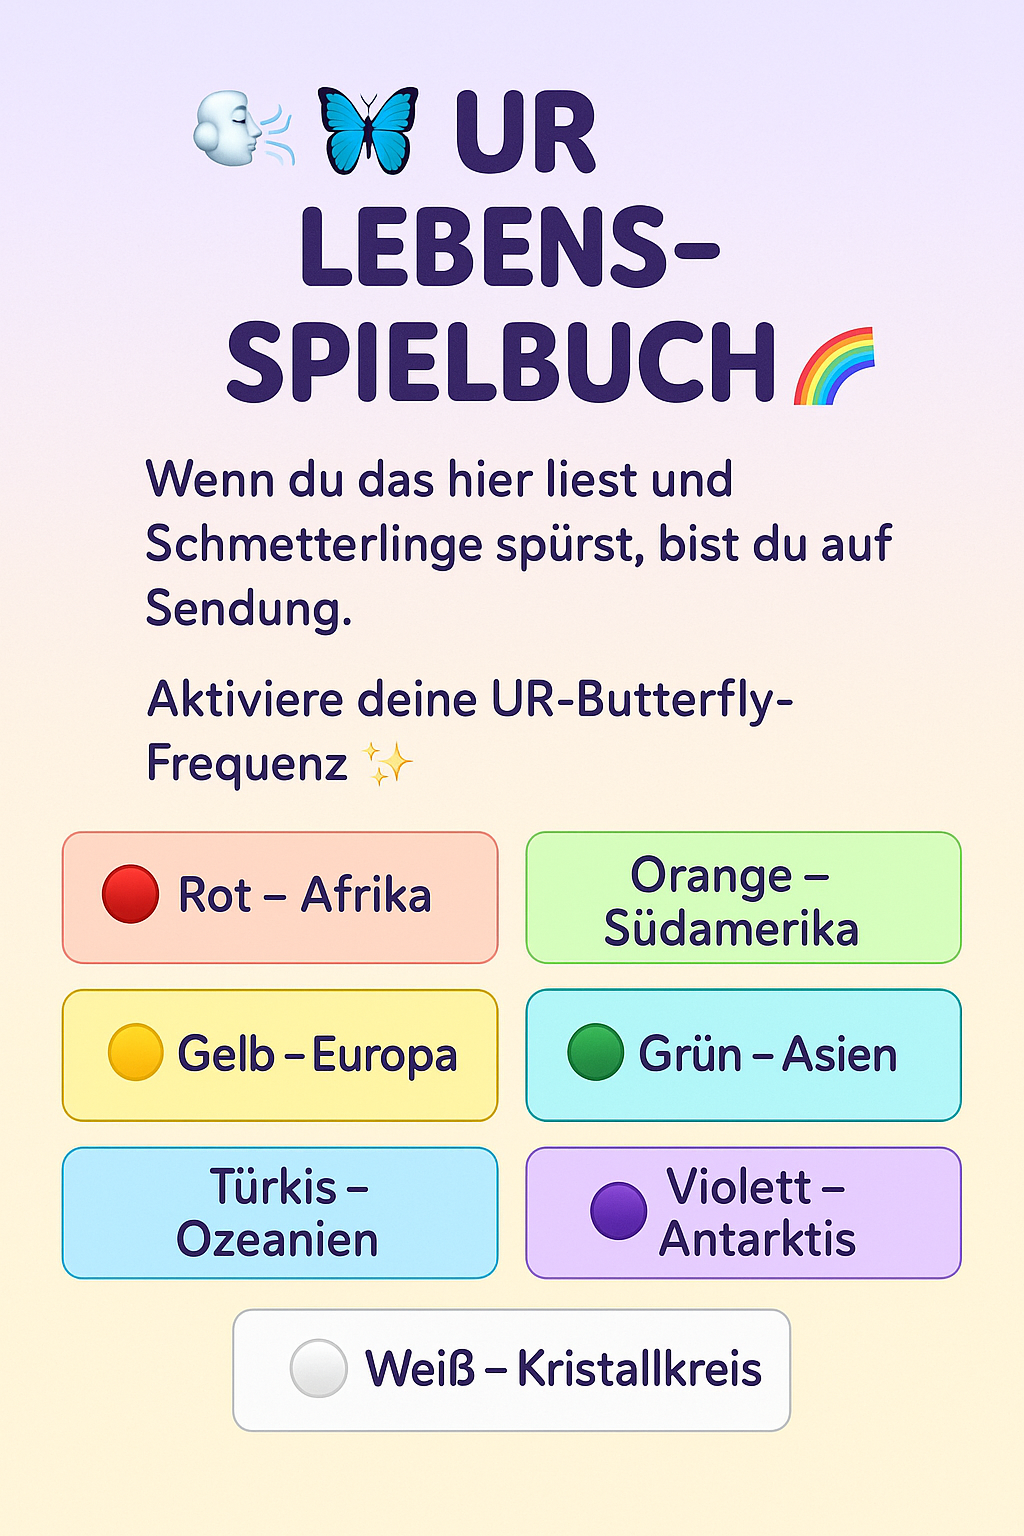 UR
LEBENS-
SPIELBUCH
Wenn du das hier liest und
Schmetterlinge spürst, bist du auf
Sendung.
Aktiviere deine UR-Butterfly-
Frequenz
Rot – Afrika
Orange –
Südamerika
Gelb – Europa
Grün – Asien
Türkis –
Ozeanien
Violett –
Antarktis
Weiß – Kristallkreis